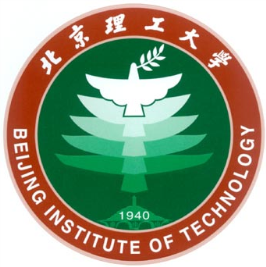 北京理工大学
1940
BEIJING INSTITUTE OF TECHNOLOGY